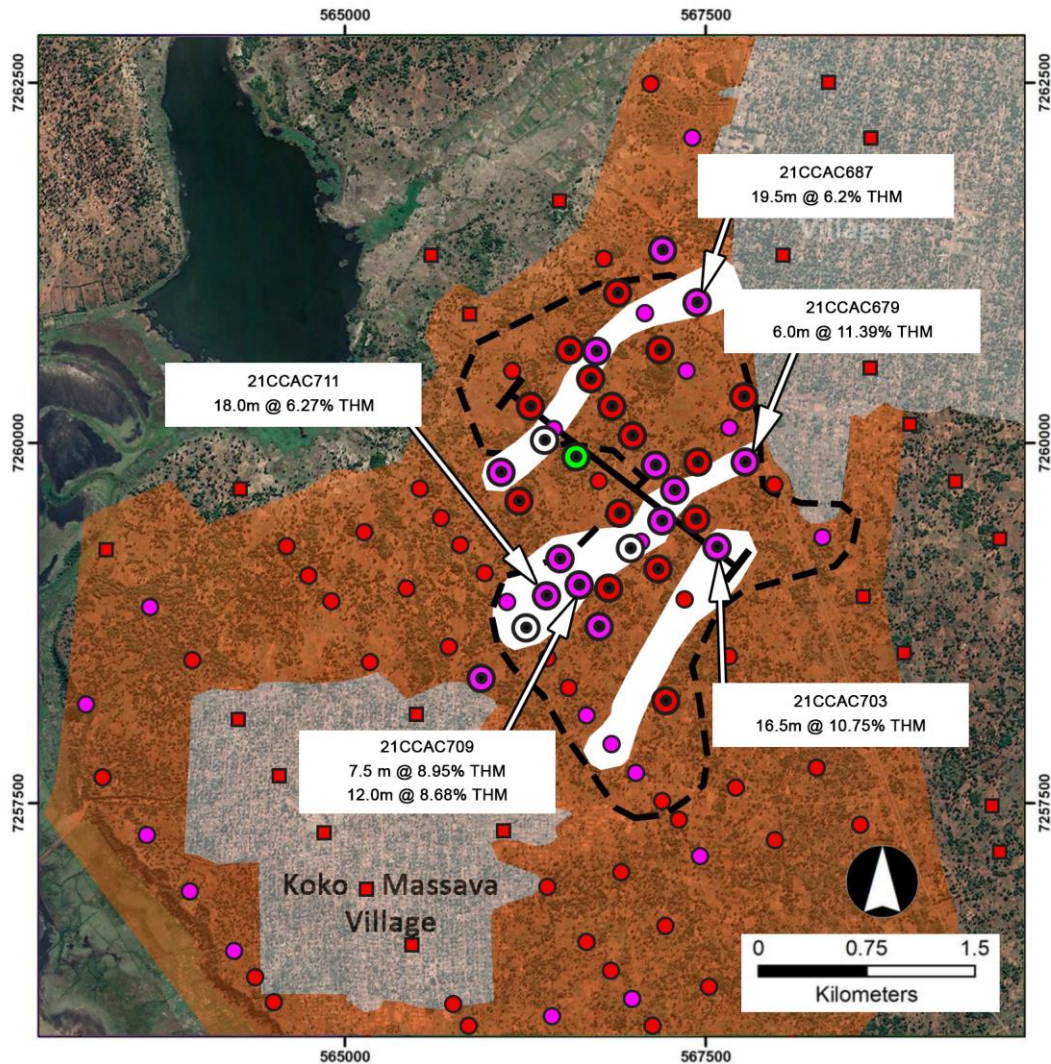 565000
567500
7262500
7262500
21CCAC687
19.5m @ 6.2% THM
Village
21CCAC679
6.0m @ 11.39% THM
21CCAC711
18.0m @ 6.27% THM
7260000
7260000
21CCAC703
16.5m @ 10.75% THM
21CCAC709
7.5 m @ 8.95% THM
12.0m @ 8.68% THM
7257500
7257500
Koko Massava
Village
0 0.75 1.5
Kilometers
565000
567500